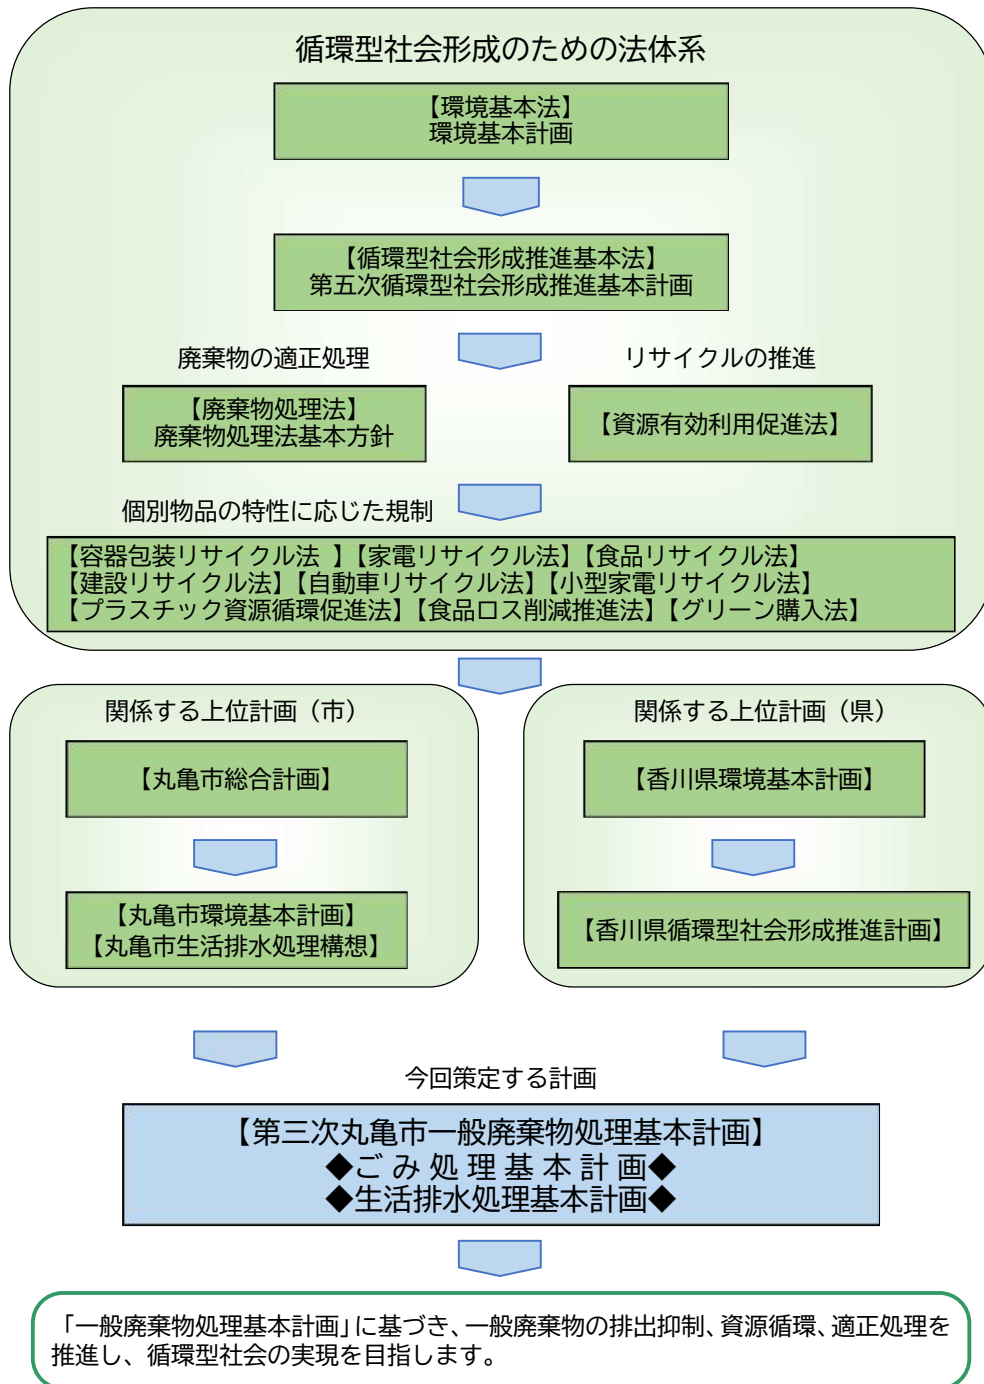 循環型社会形成のための法体系
【環境基本法】
環境基本計画
【循環型社会形成推進基本法】
第五次循環型社会形成推進基本計画
廃棄物の適正処理
リサイクルの推進
【廃棄物処理法】
廃棄物処理法基本方針
【資源有効利用促進法】
個別物品の特性に応じた規制
【容器包装リサイクル法 】【家電リサイクル法】【食品リサイクル法】
【建設リサイクル法】【自動車リサイクル法】【小型家電リサイクル法】
【プラスチック資源循環促進法】【食品ロス削減推進法】【グリーン購入法】
関係する上位計画（市）
【丸亀市総合計画】
【丸亀市環境基本計画】
【丸亀市生活排水処理構想】
関係する上位計画（県）
【香川県環境基本計画】
【香川県循環型社会形成推進計画】
今回策定する計画
【第三次丸亀市一般廃棄物処理基本計画】
◆ご み 処 理 基 本 計 画◆
◆生活排水処理基本計画◆
「一般廃棄物処理基本計画」に基づき、一般廃棄物の排出抑制、資源循環、適正処理を
推進し、循環型社会の実現を目指します。